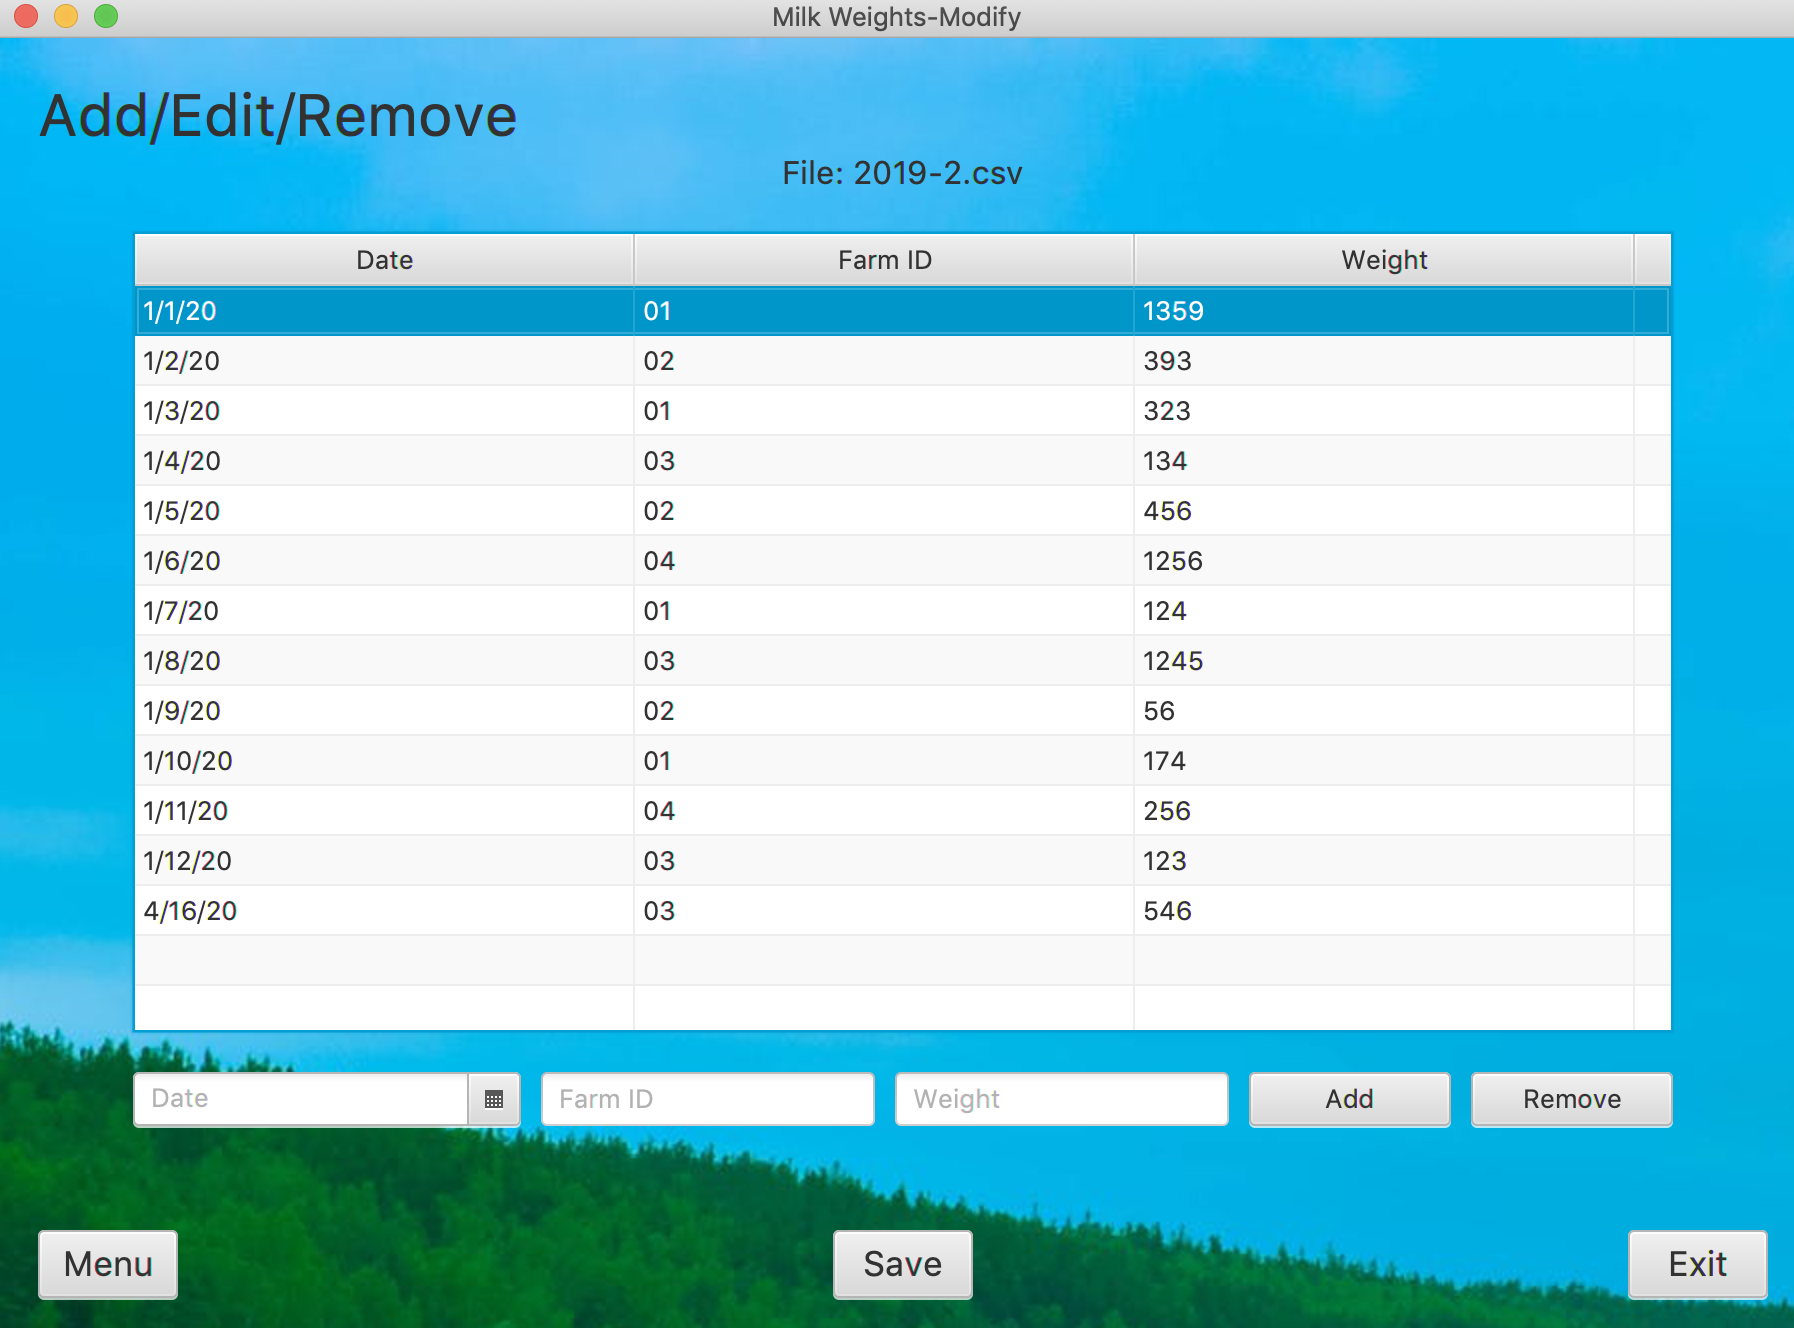 Milk Weights-Modify
Add/Edit/Remove
File: 2019-2.csv
Date Farm ID Weight
1/1/20 01 1359
1/2/20 02 393
1/3/20 01 323
1/4/20 03 134
1/5/20 02 456
1/6/20 04 1256
1/7/20 01 124
1/8/20 03 1245
1/9/20 02 56
1/10/20 01 174
1/11/20 04 256
1/12/20 03 123
4/16/20 03 546
Date Farm ID Weight Add Remove
Menu Save Exit